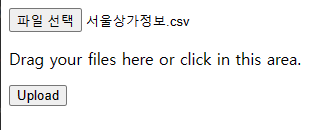 파일 선택 서울상가정보.csv
Drag your files here or click in this area.
Upload